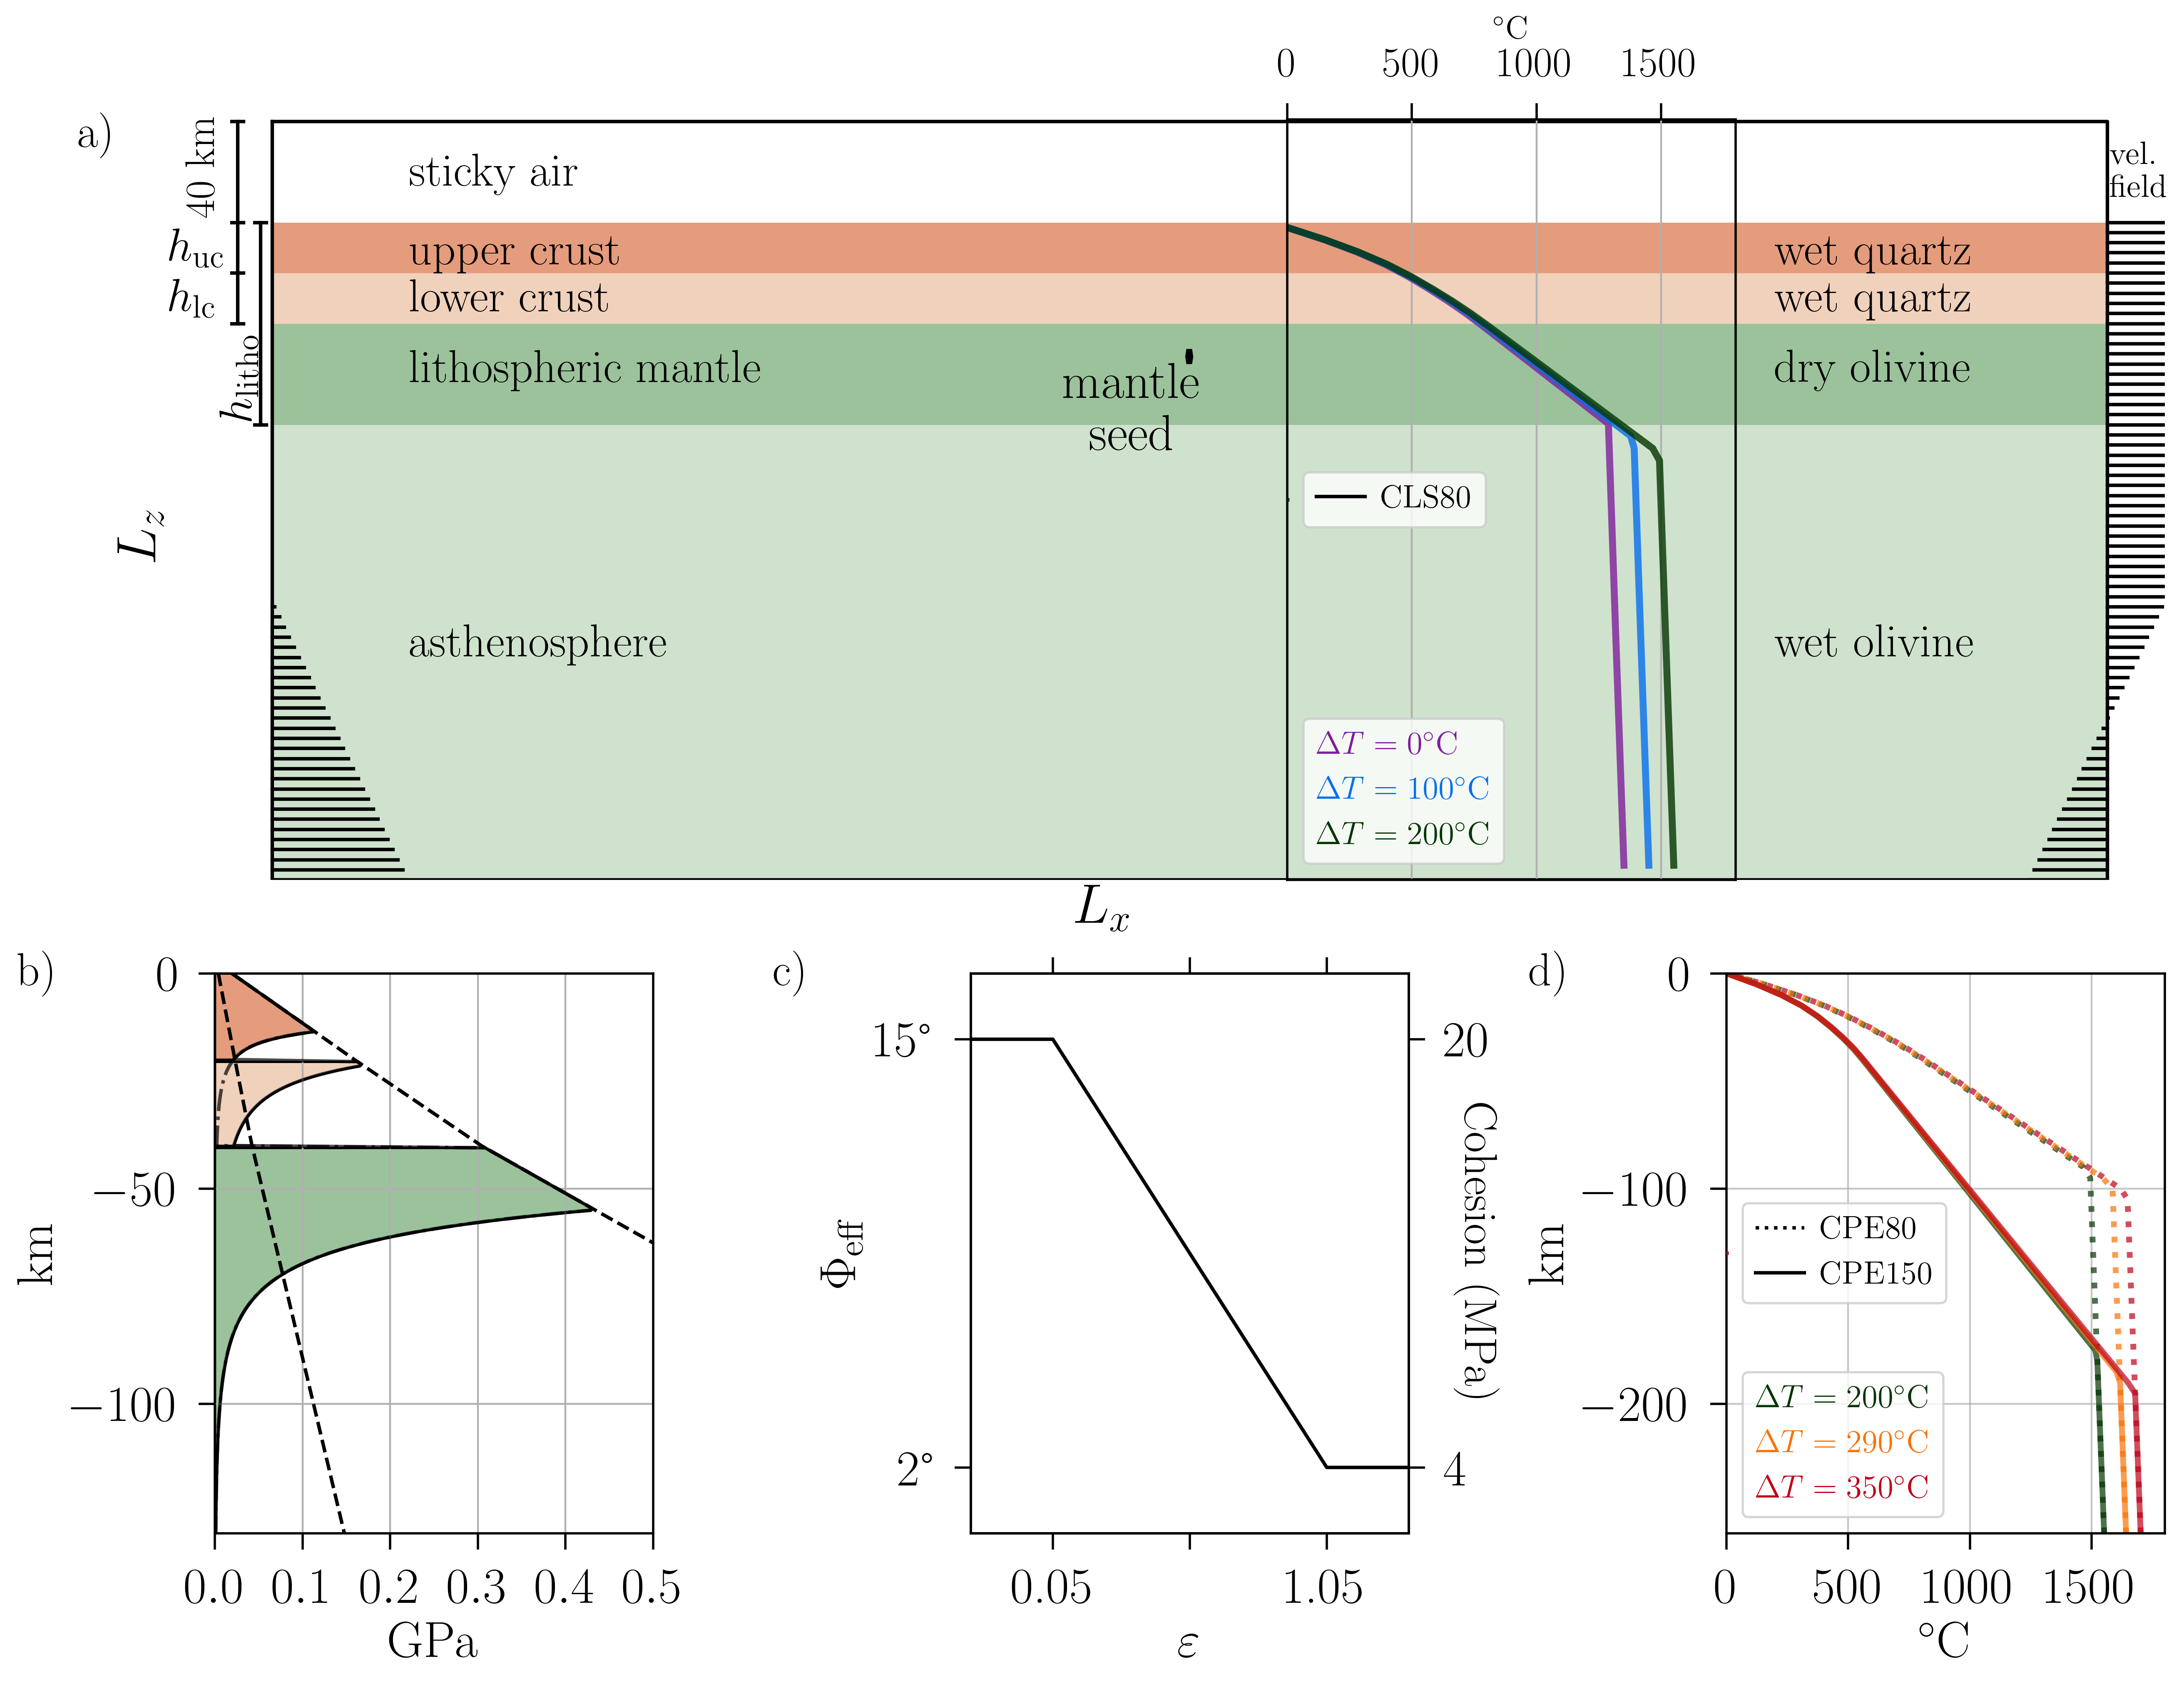 °C
0 500 1000 1500
a)
40 km
sticky air
vel.
field
h_uc
upper crust
wet quartz
h_lc
lower crust
wet quartz
h_litho
lithospheric mantle
mantle
seed
dry olivine
CLS80
L_z
asthenosphere
wet olivine
ΔT = 0°C
ΔT = 100°C
ΔT = 200°C
L_x
b)
0
−50
−100
km
0.0 0.1 0.2 0.3 0.4 0.5
GPa
c)
15°
2°
Φ_eff
20
4
Cohesion (MPa)
0.05 1.05
ε
d)
0
−100
−200
km
CPE80
CPE150
ΔT = 200°C
ΔT = 290°C
ΔT = 350°C
0 500 1000 1500
°C